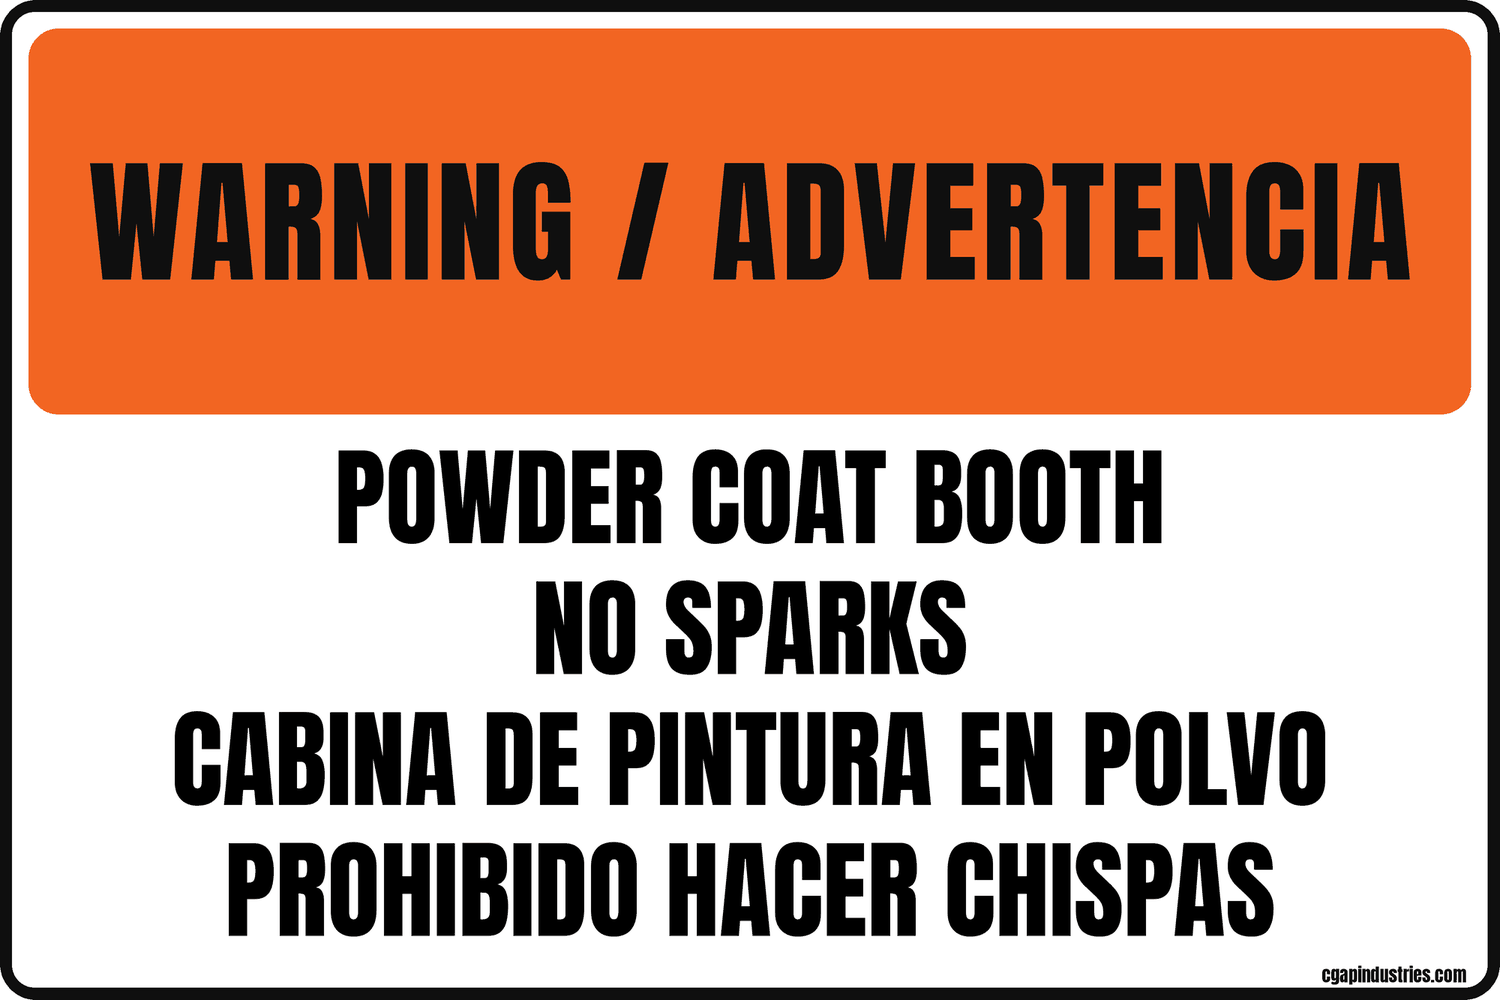 WARNING / ADVERTENCIA
POWDER COAT BOOTH
NO SPARKS
CABINA DE PINTURA EN POLVO
PROHIBIDO HACER CHISPAS
cgapindustries.com